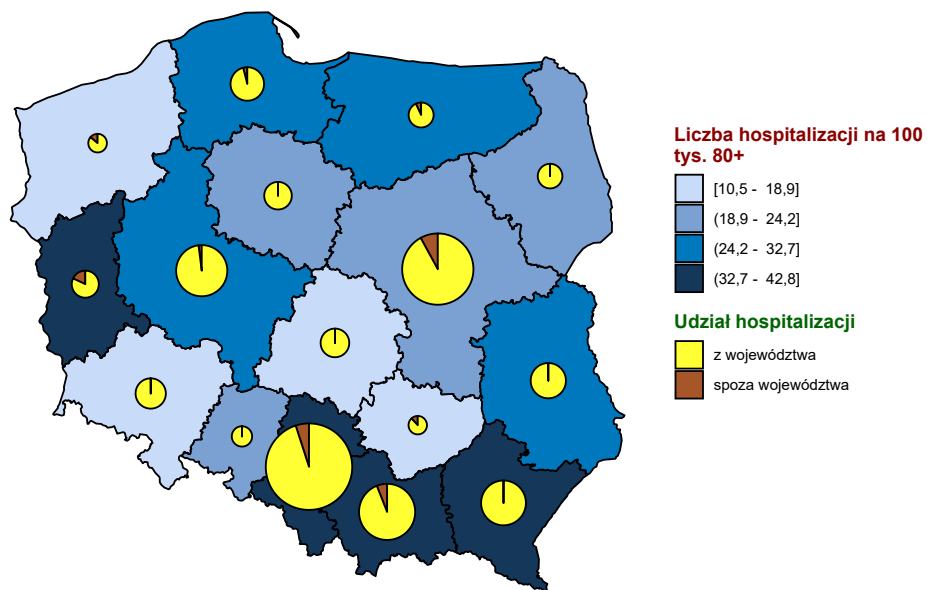 Liczba hospitalizacji na 100
tys. 80+
[10,5 - 18,9]
(18,9 - 24,2]
(24,2 - 32,7]
(32,7 - 42,8]
Udział hospitalizacji
z województwa
spoza województwa